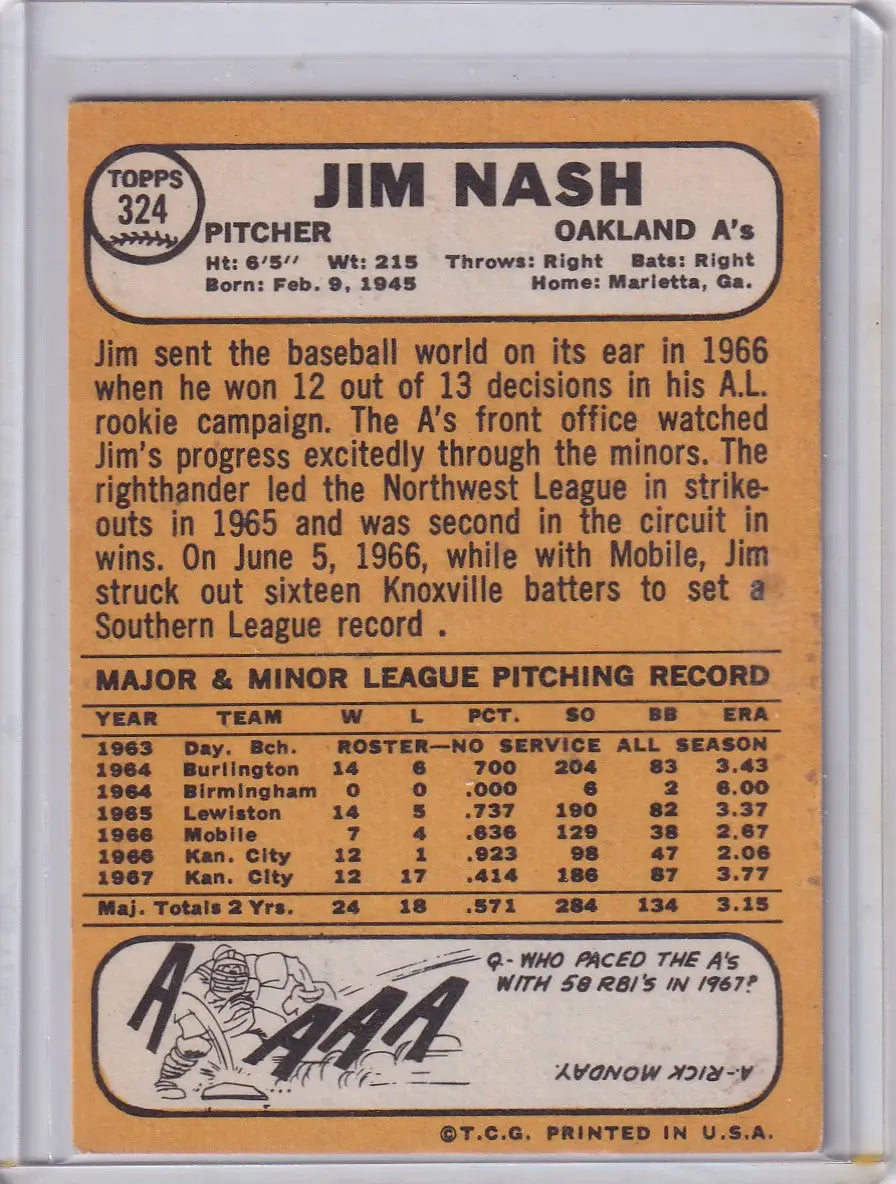 TOPPS
324
JIM NASH
PITCHER OAKLAND A's
Ht: 6'5'' Wt: 215 Throws: Right Bats: Right
Born: Feb. 9, 1945 Home: Marietta, Ga.
Jim sent the baseball world on its ear in 1966
when he won 12 out of 13 decisions in his A.L.
rookie campaign. The A's front office watched
Jim's progress excitedly through the minors. The
righthander led the Northwest League in strike-
outs in 1965 and was second in the circuit in
wins. On June 5, 1966, while with Mobile, Jim
struck out sixteen Knoxville batters to set a
Southern League record .
MAJOR & MINOR LEAGUE PITCHING RECORD
YEAR TEAM W L PCT. SO BB ERA
1963 Day. Bch. ROSTER—NO SERVICE ALL SEASON
1964 Burlington 14 6 700 204 83 3.43
1964 Birmingham 0 0 .000 6 2 6.00
1965 Lewiston 14 5 .737 190 82 3.37
1966 Mobile 7 4 .636 129 38 2.67
1966 Kan. City 12 1 .923 98 47 2.06
1967 Kan. City 12 17 .414 186 87 3.77
Maj. Totals 2 Yrs. 24 18 .571 284 134 3.15
A AAA
Q- WHO PACED THE A's
WITH 58 RBI'S IN 1967?
A- RICK MONDAY.
©T.C.G. PRINTED IN U.S.A.